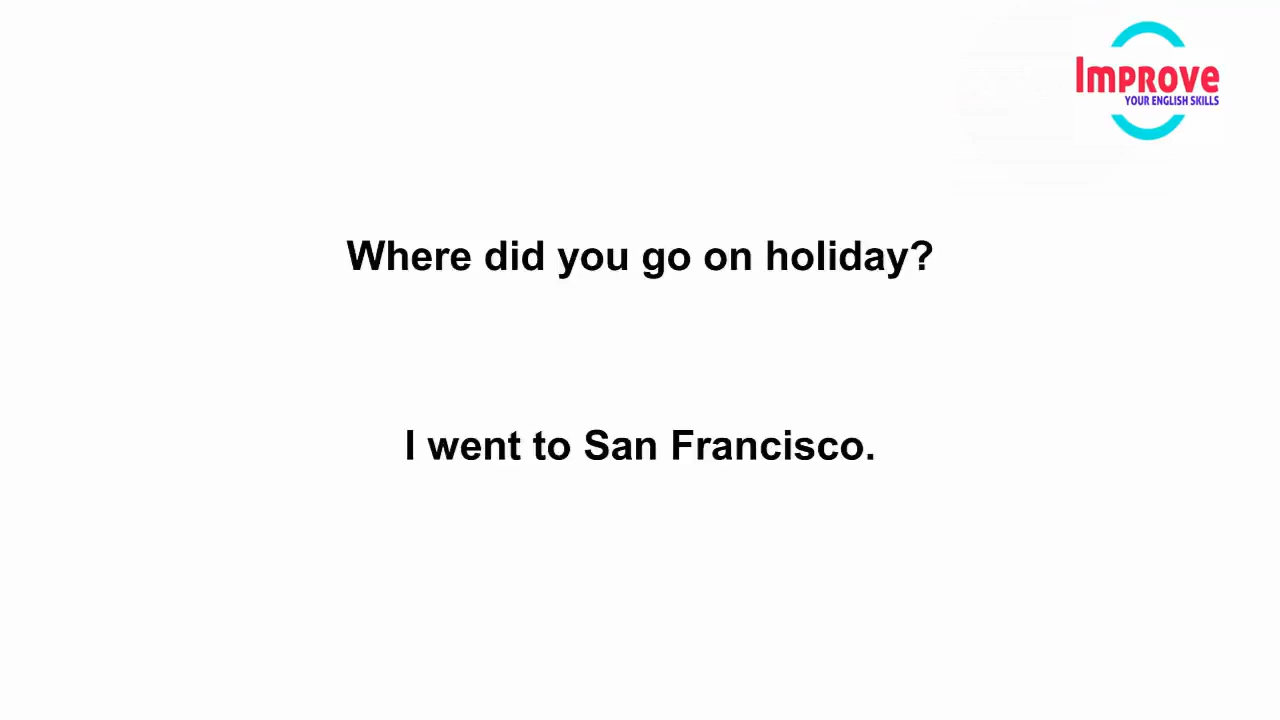 Improve
YOUR ENGLISH SKILLS
Where did you go on holiday?
I went to San Francisco.